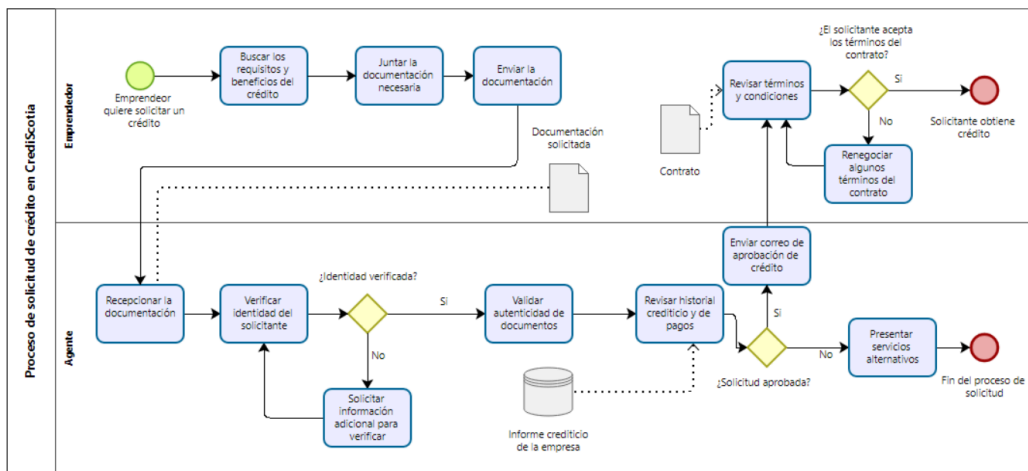 Proceso de solicitud de crédito en CrediScotia
Emprendedor
Emprendeor
quiere solicitar un
crédito
Buscar los
requisitos y
beneficios del
crédito
Juntar la
documentación
necesaria
Enviar la
documentación
Documentación
solicitada
Contrato
Revisar términos
y condiciones
¿El solicitante acepta
los términos del
contrato?
Si
Solicitante obtiene
crédito
No
Renegociar
algunos
términos del
contrato
Agente
Recepcionar la
documentación
Verificar
identidad del
solicitante
¿Identidad verificada?
Si
No
Solicitar
información
adicional para
verificar
Validar
autenticidad de
documentos
Revisar historial
crediticio y de
pagos
Informe crediticio
de la empresa
Enviar correo de
aprobación de
crédito
Si
¿Solicitud aprobada?
No
Presentar
servicios
alternativos
Fin del proceso de
solicitud